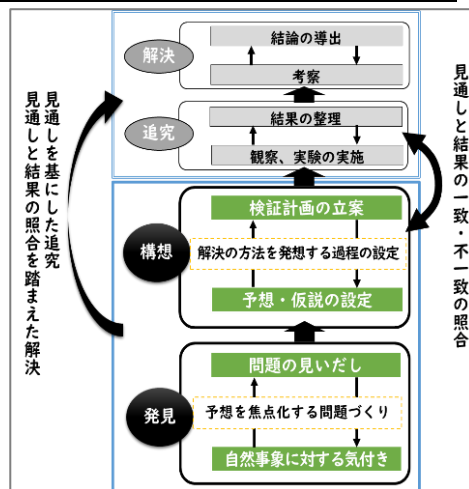 結論の導出
解決
考察
結果の整理
追究
観察、実験の実施
検証計画の立案
構想
解決の方法を発想する過程の設定
予想・仮説の設定
問題の見いだし
発見
予想を焦点化する問題づくり
自然事象に対する気付き
見通しを基にした追究
見通しと結果の照合を踏まえた解決
見通しと結果の一致・不一致の照合